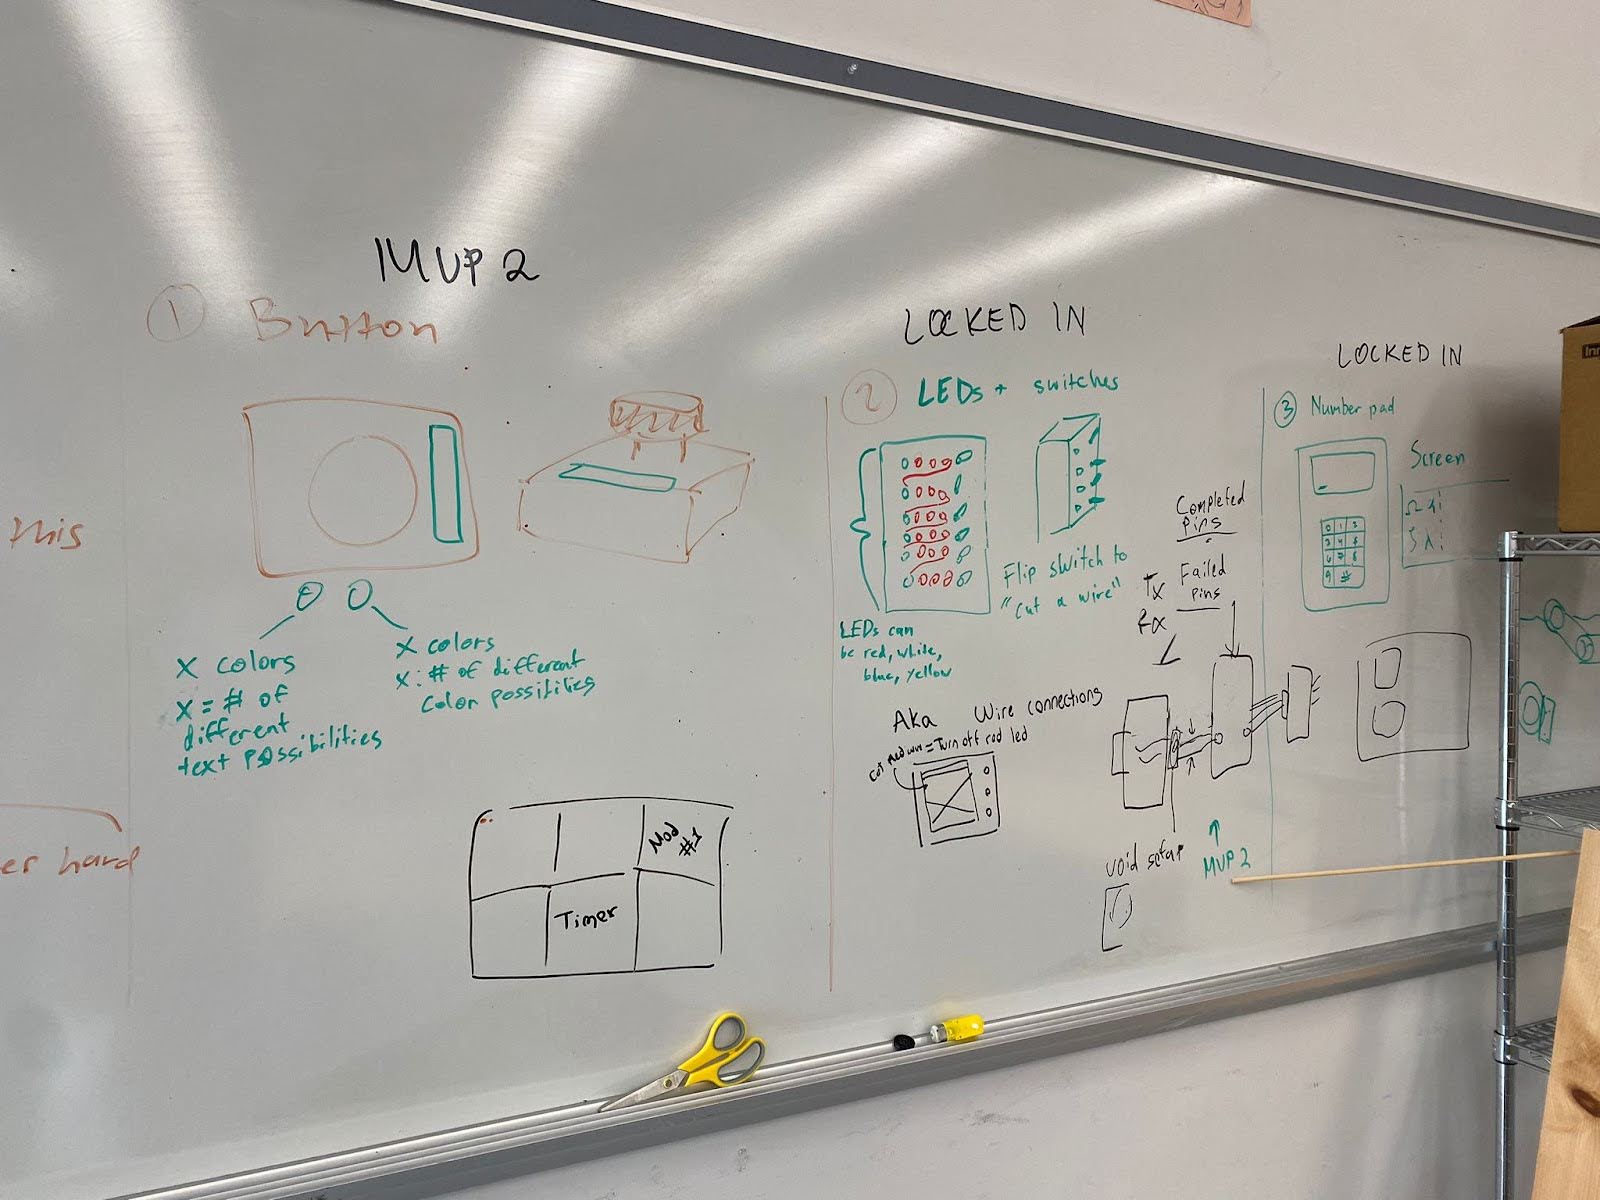 MVP 2
① Button
this
X colors
X = # of
different
text possibilities
X colors
X: # of different
color possitilies
er hard
Mod
#1
Timer
LOCKED IN
② LEDs + switches
Flip switch to
"cut a wire"
LEDs can
be red, white,
blue, yellow
Aka Wire connections
cut red wire = Turn off red led
Completed
Pins
Failed
pins
Tx
Rx
void setup
MVP 2
LOCKED IN
③ Number pad
Screen